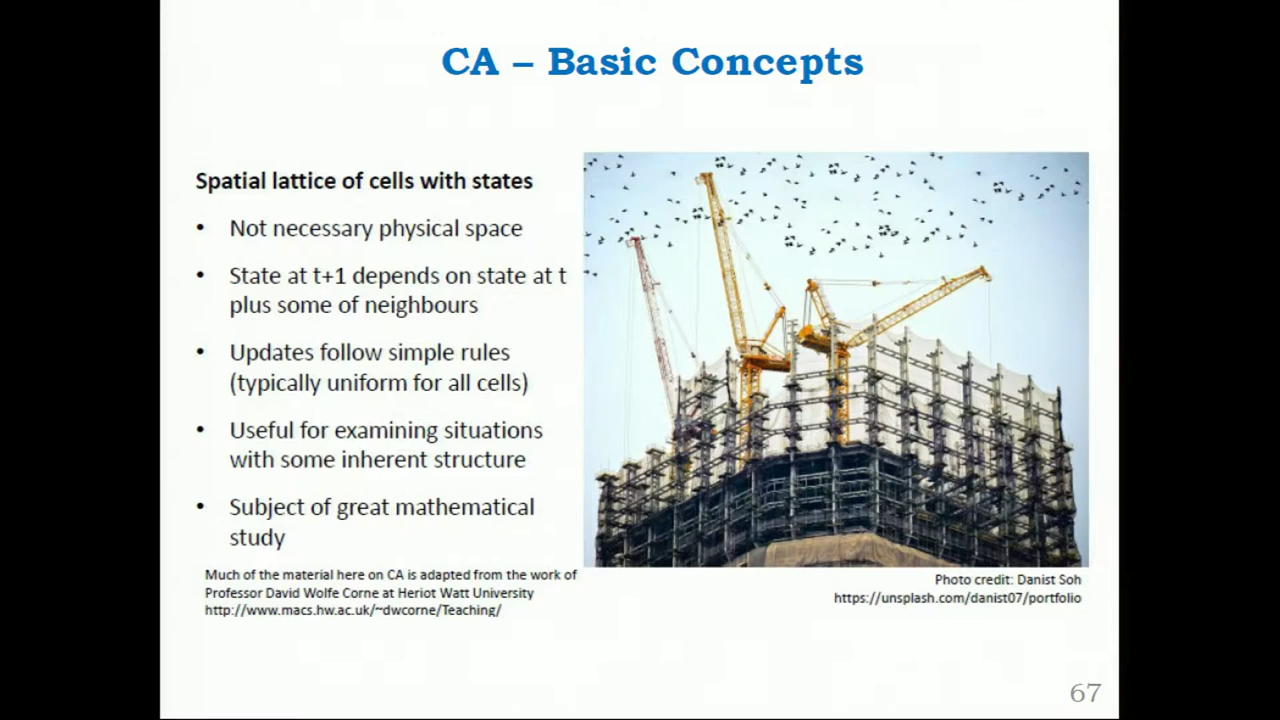 CA – Basic Concepts
Spatial lattice of cells with states
• Not necessary physical space
• State at t+1 depends on state at t
plus some of neighbours
• Updates follow simple rules
(typically uniform for all cells)
• Useful for examining situations
with some inherent structure
• Subject of great mathematical
study
Much of the material here on CA is adapted from the work of
Professor David Wolfe Corne at Heriot Watt University
http://www.macs.hw.ac.uk/~dwcorne/Teaching/
Photo credit: Danist Soh
https://unsplash.com/danist07/portfolio
67